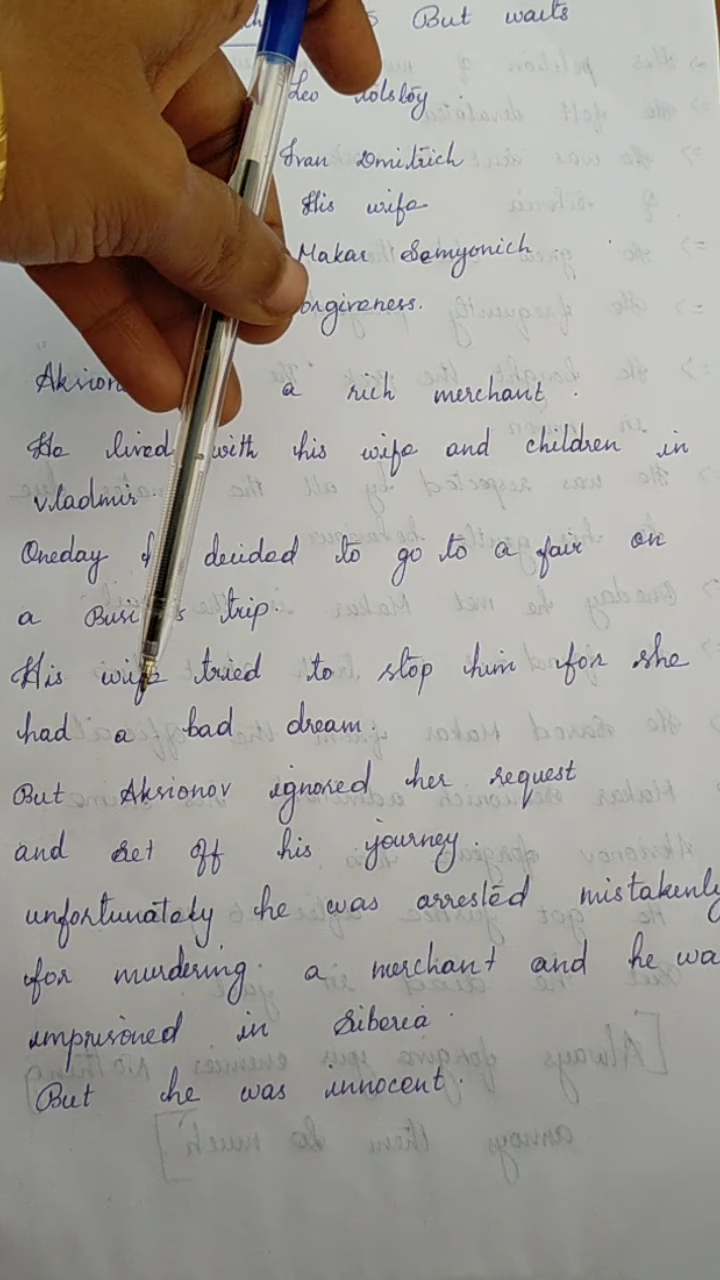 But waits
Leo Tolstoy
Ivan Dmitrich
His wife
Makar Semyonich
orgiveness.
Aksion a rich merchant.
He lived with his wife and children in
vladmir
Oneday decided to go to a fair on
a Busi s trip.
His wife tried to stop him for she
had a bad dream.
But Aksionov ignored her request
and set off his journey.
unfortunately he was arrested mistakenly
for murdering a merchant and he wa
imprisoned in Siberia.
But he was innocent.